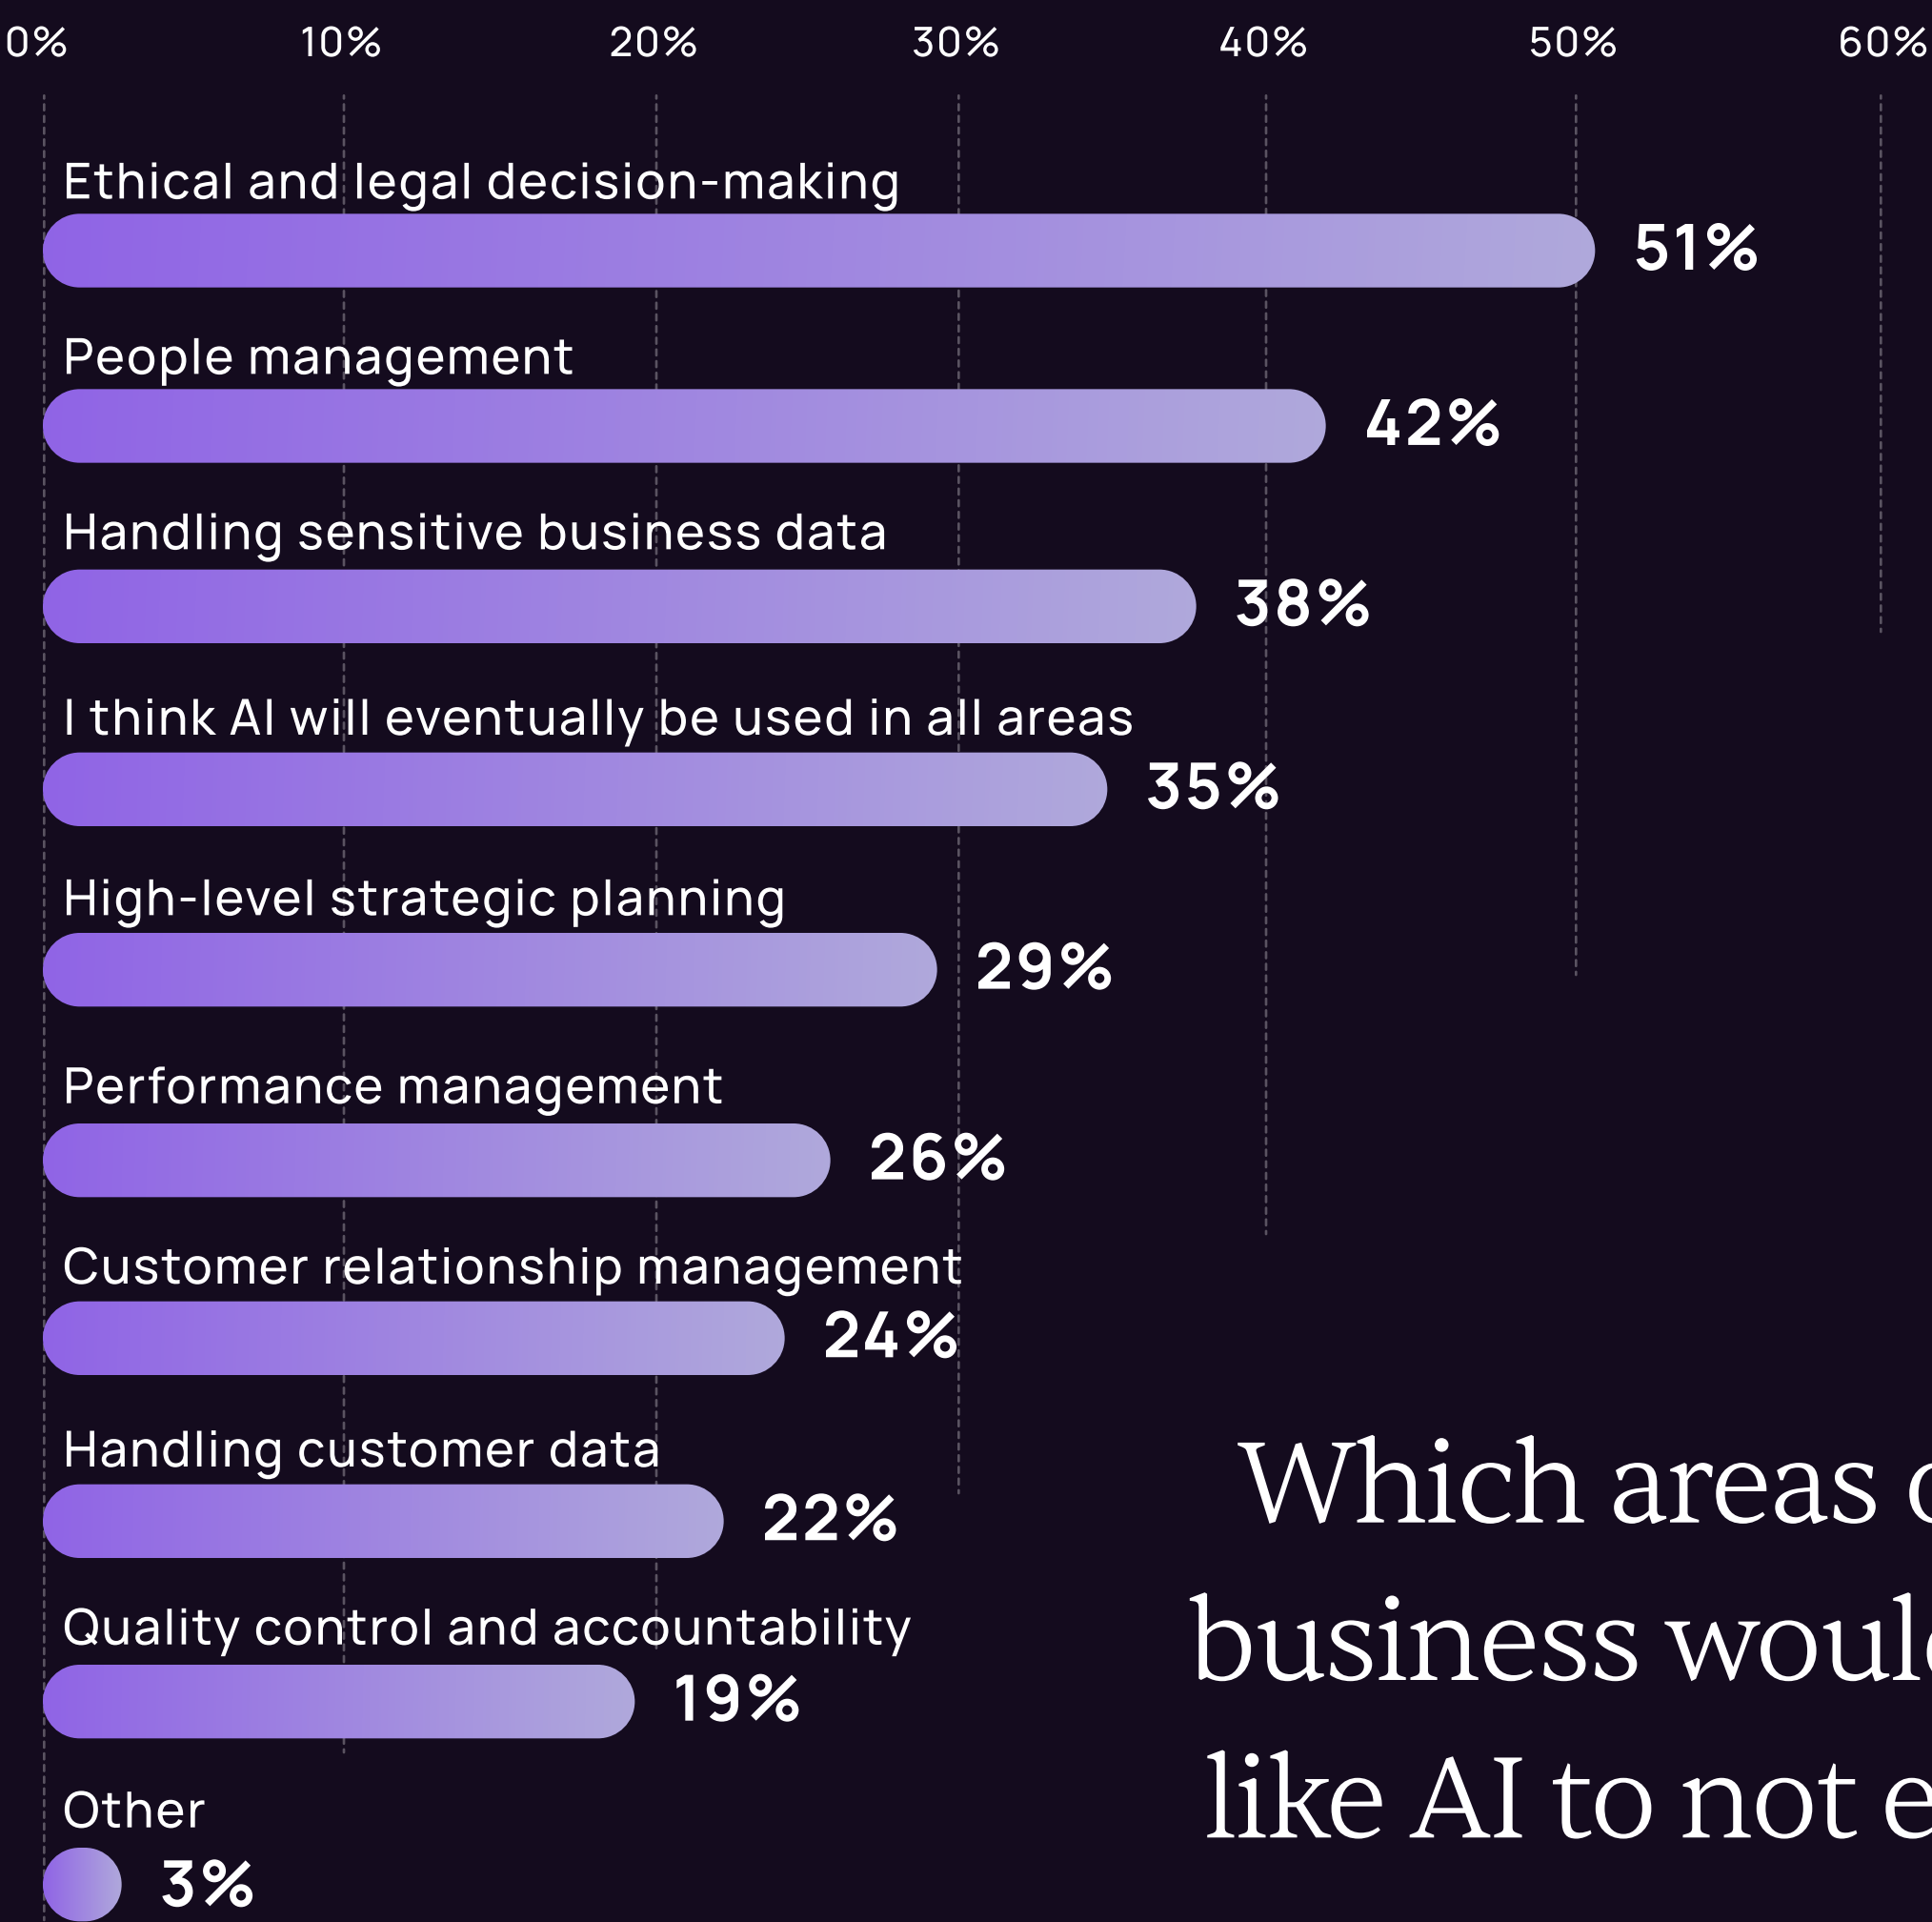 0% 10% 20% 30% 40% 50% 60%
Ethical and legal decision-making
51%
People management
42%
Handling sensitive business data
38%
I think AI will eventually be used in all areas
35%
High-level strategic planning
29%
Performance management
26%
Customer relationship management
24%
Handling customer data
22%
Quality control and accountability
19%
Other
3%
Which areas
business
like AI to not